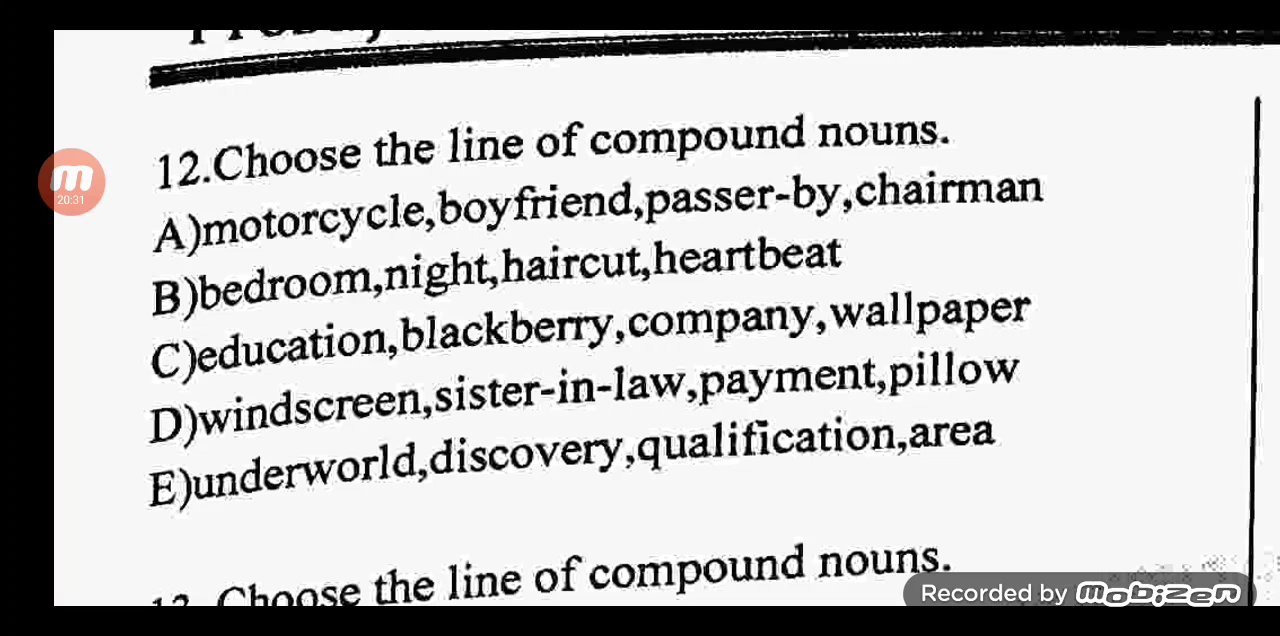 12.Choose the line of compound nouns.
A)motorcycle,boyfriend,passer-by,chairman
B)bedroom,night,haircut,heartbeat
C)education,blackberry,company,wallpaper
D)windscreen,sister-in-law,payment,pillow
E)underworld,discovery,qualification,area
Choose the line of compound nouns.
m
20:31
Recorded by mobizen